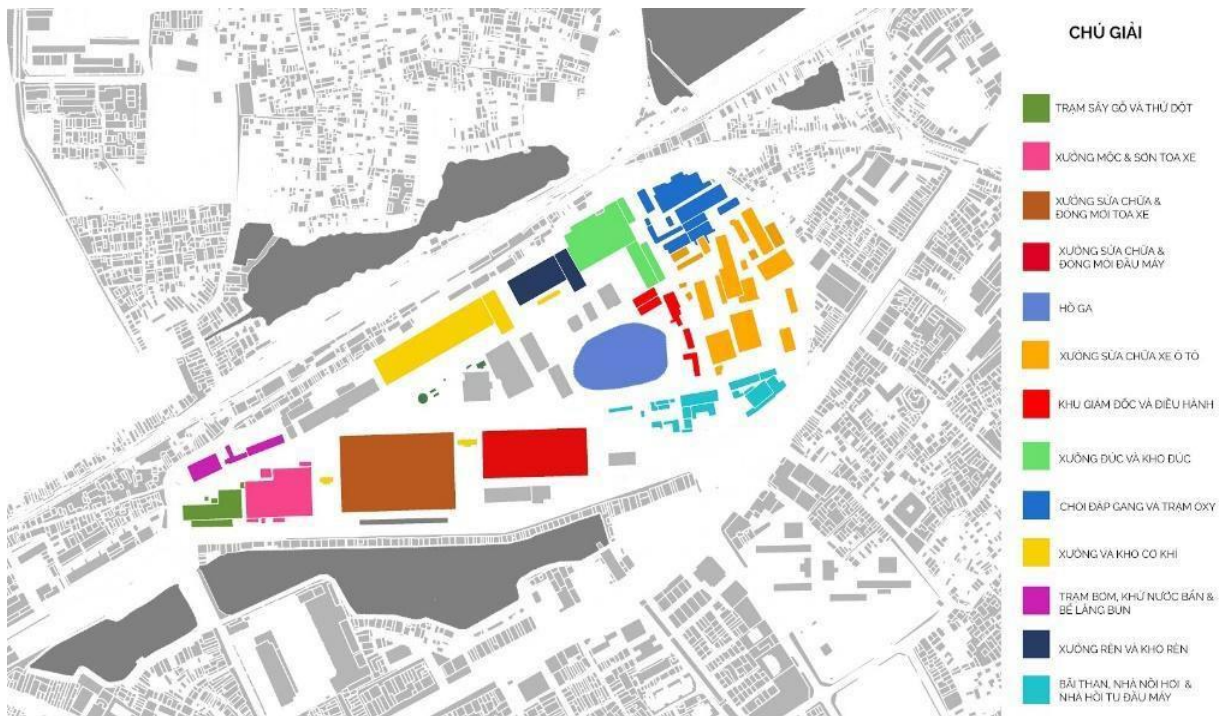 CHÚ GIẢI
TRẠM SẤY GỖ VÀ THỬ DỘT
XƯỞNG MỘC & SƠN TOA XE
XƯỞNG SỬA CHỮA &
ĐÓNG MỚI TOA XE
XƯỞNG SỬA CHỮA &
ĐÓNG MỚI ĐẦU MÁY
HỒ GA
XƯỞNG SỬA CHỮA XE Ô TÔ
KHU GIÁM ĐỐC VÀ ĐIỀU HÀNH
XƯỞNG ĐÚC VÀ KHO ĐÚC
CHÒI ĐẬP GANG VÀ TRẠM OXY
XƯỞNG VÀ KHO CƠ KHÍ
TRẠM BƠM, KHỬ NƯỚC BẨN &
BỂ LẮNG BÙN
XƯỞNG RÈN VÀ KHO RÈN
BÃI THAN, NHÀ NỒI HƠI &
NHÀ HỒI TU ĐẦU MÁY